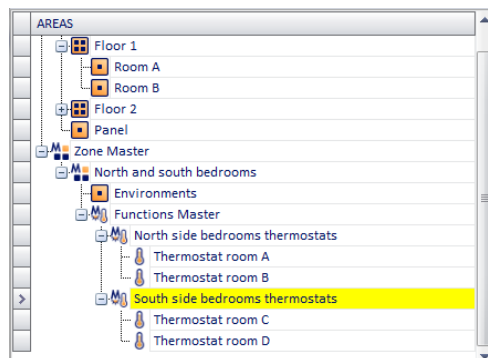 AREAS
Floor 1
Room A
Room B
Floor 2
Panel
Zone Master
North and south bedrooms
Environments
Functions Master
North side bedrooms thermostats
Thermostat room A
Thermostat room B
South side bedrooms thermostats
Thermostat room C
Thermostat room D